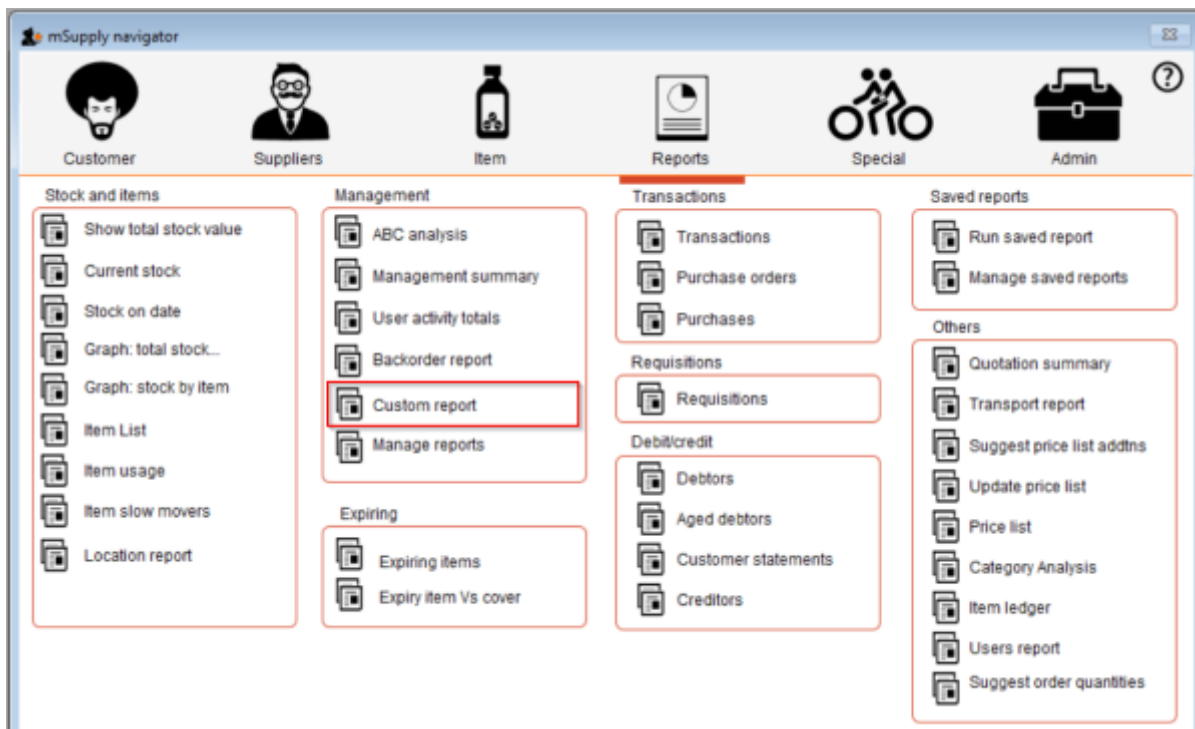 mSupply navigator
Customer
Suppliers
Item
Reports
Special
Admin
?
Stock and items
Show total stock value
Current stock
Stock on date
Graph: total stock...
Graph: stock by item
Item List
Item usage
Item slow movers
Location report
Management
ABC analysis
Management summary
User activity totals
Backorder report
Custom report
Manage reports
Expiring
Expiring items
Expiry item Vs cover
Transactions
Transactions
Purchase orders
Purchases
Requisitions
Requisitions
Debit/credit
Debtors
Aged debtors
Customer statements
Creditors
Saved reports
Run saved report
Manage saved reports
Others
Quotation summary
Transport report
Suggest price list addtns
Update price list
Price list
Category Analysis
Item ledger
Users report
Suggest order quantities